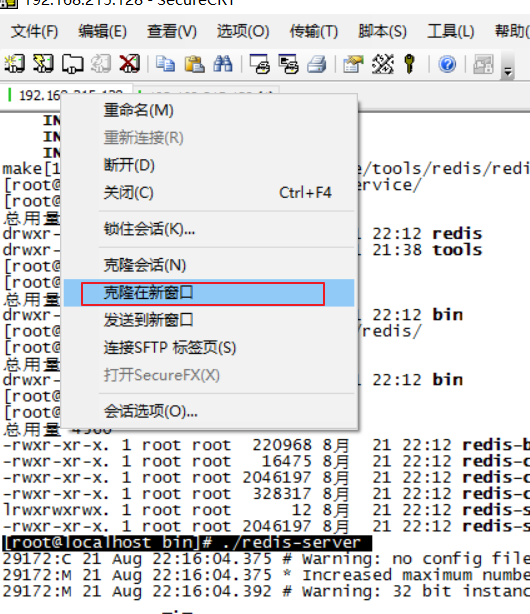 192.168.215.128 - SecureCRT
文件(F) 编辑(E) 查看(V) 选项(O) 传输(T) 脚本(S) 工具(L) 帮助(
192.168.215.128
重命名(M)
重新连接(R)
断开(D)
关闭(C) Ctrl+F4
锁住会话(K)...
克隆会话(N)
克隆在新窗口
发送到新窗口
连接SFTP 标签页(S)
打开SecureFX(X)
会话选项(O)...
IN
IN
IN
make[1 e/tools/redis/redi
[root@ service/
[root@
总用量
drwxr- 22:12 redis
drwxr- 21:38 tools
[root@
[root@
总用量
drwxr- 22:12 bin
[root@ redis/
[root@
总用量
drwxr- 22:12 bin
[root@
[root@
总用量 4560
-rwxr-xr-x. 1 root root 220968 8月 21 22:12 redis-b
-rwxr-xr-x. 1 root root 16475 8月 21 22:12 redis-c
-rwxr-xr-x. 1 root root 2046197 8月 21 22:12 redis-c
-rwxr-xr-x. 1 root root 328317 8月 21 22:12 redis-c
lrwxrwxrwx. 1 root root 12 8月 21 22:12 redis-s
-rwxr-xr-x. 1 root root 2046197 8月 21 22:12 redis-s
[root@localhost bin]# ./redis-server
29172:C 21 Aug 22:16:04.375 # Warning: no config file
29172:M 21 Aug 22:16:04.375 * Increased maximum numbe
29172:M 21 Aug 22:16:04.392 # Warning: 32 bit instanc